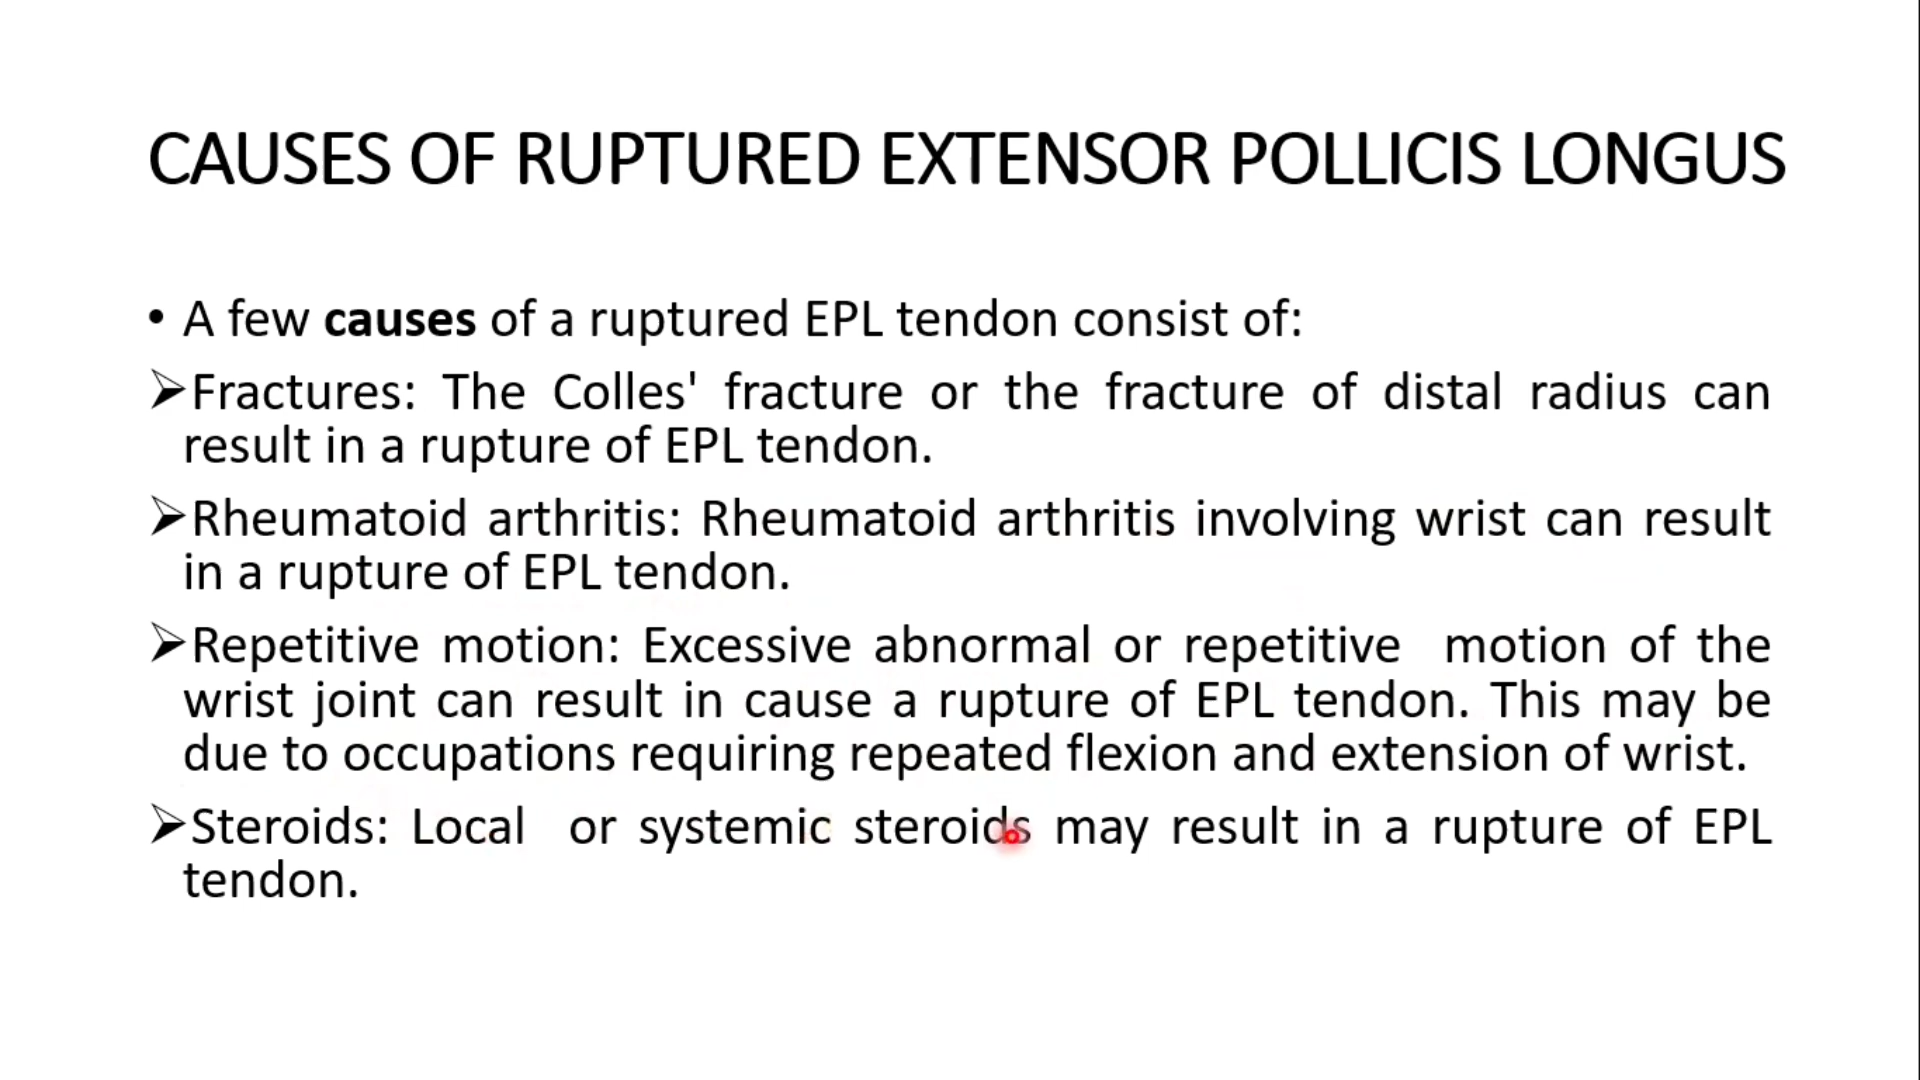 CAUSES OF RUPTURED EXTENSOR POLLICIS LONGUS
• A few causes of a ruptured EPL tendon consist of:
➢Fractures: The Colles' fracture or the fracture of distal radius can
result in a rupture of EPL tendon.
➢Rheumatoid arthritis: Rheumatoid arthritis involving wrist can result
in a rupture of EPL tendon.
➢Repetitive motion: Excessive abnormal or repetitive motion of the
wrist joint can result in cause a rupture of EPL tendon. This may be
due to occupations requiring repeated flexion and extension of wrist.
➢Steroids: Local or systemic steroids may result in a rupture of EPL
tendon.